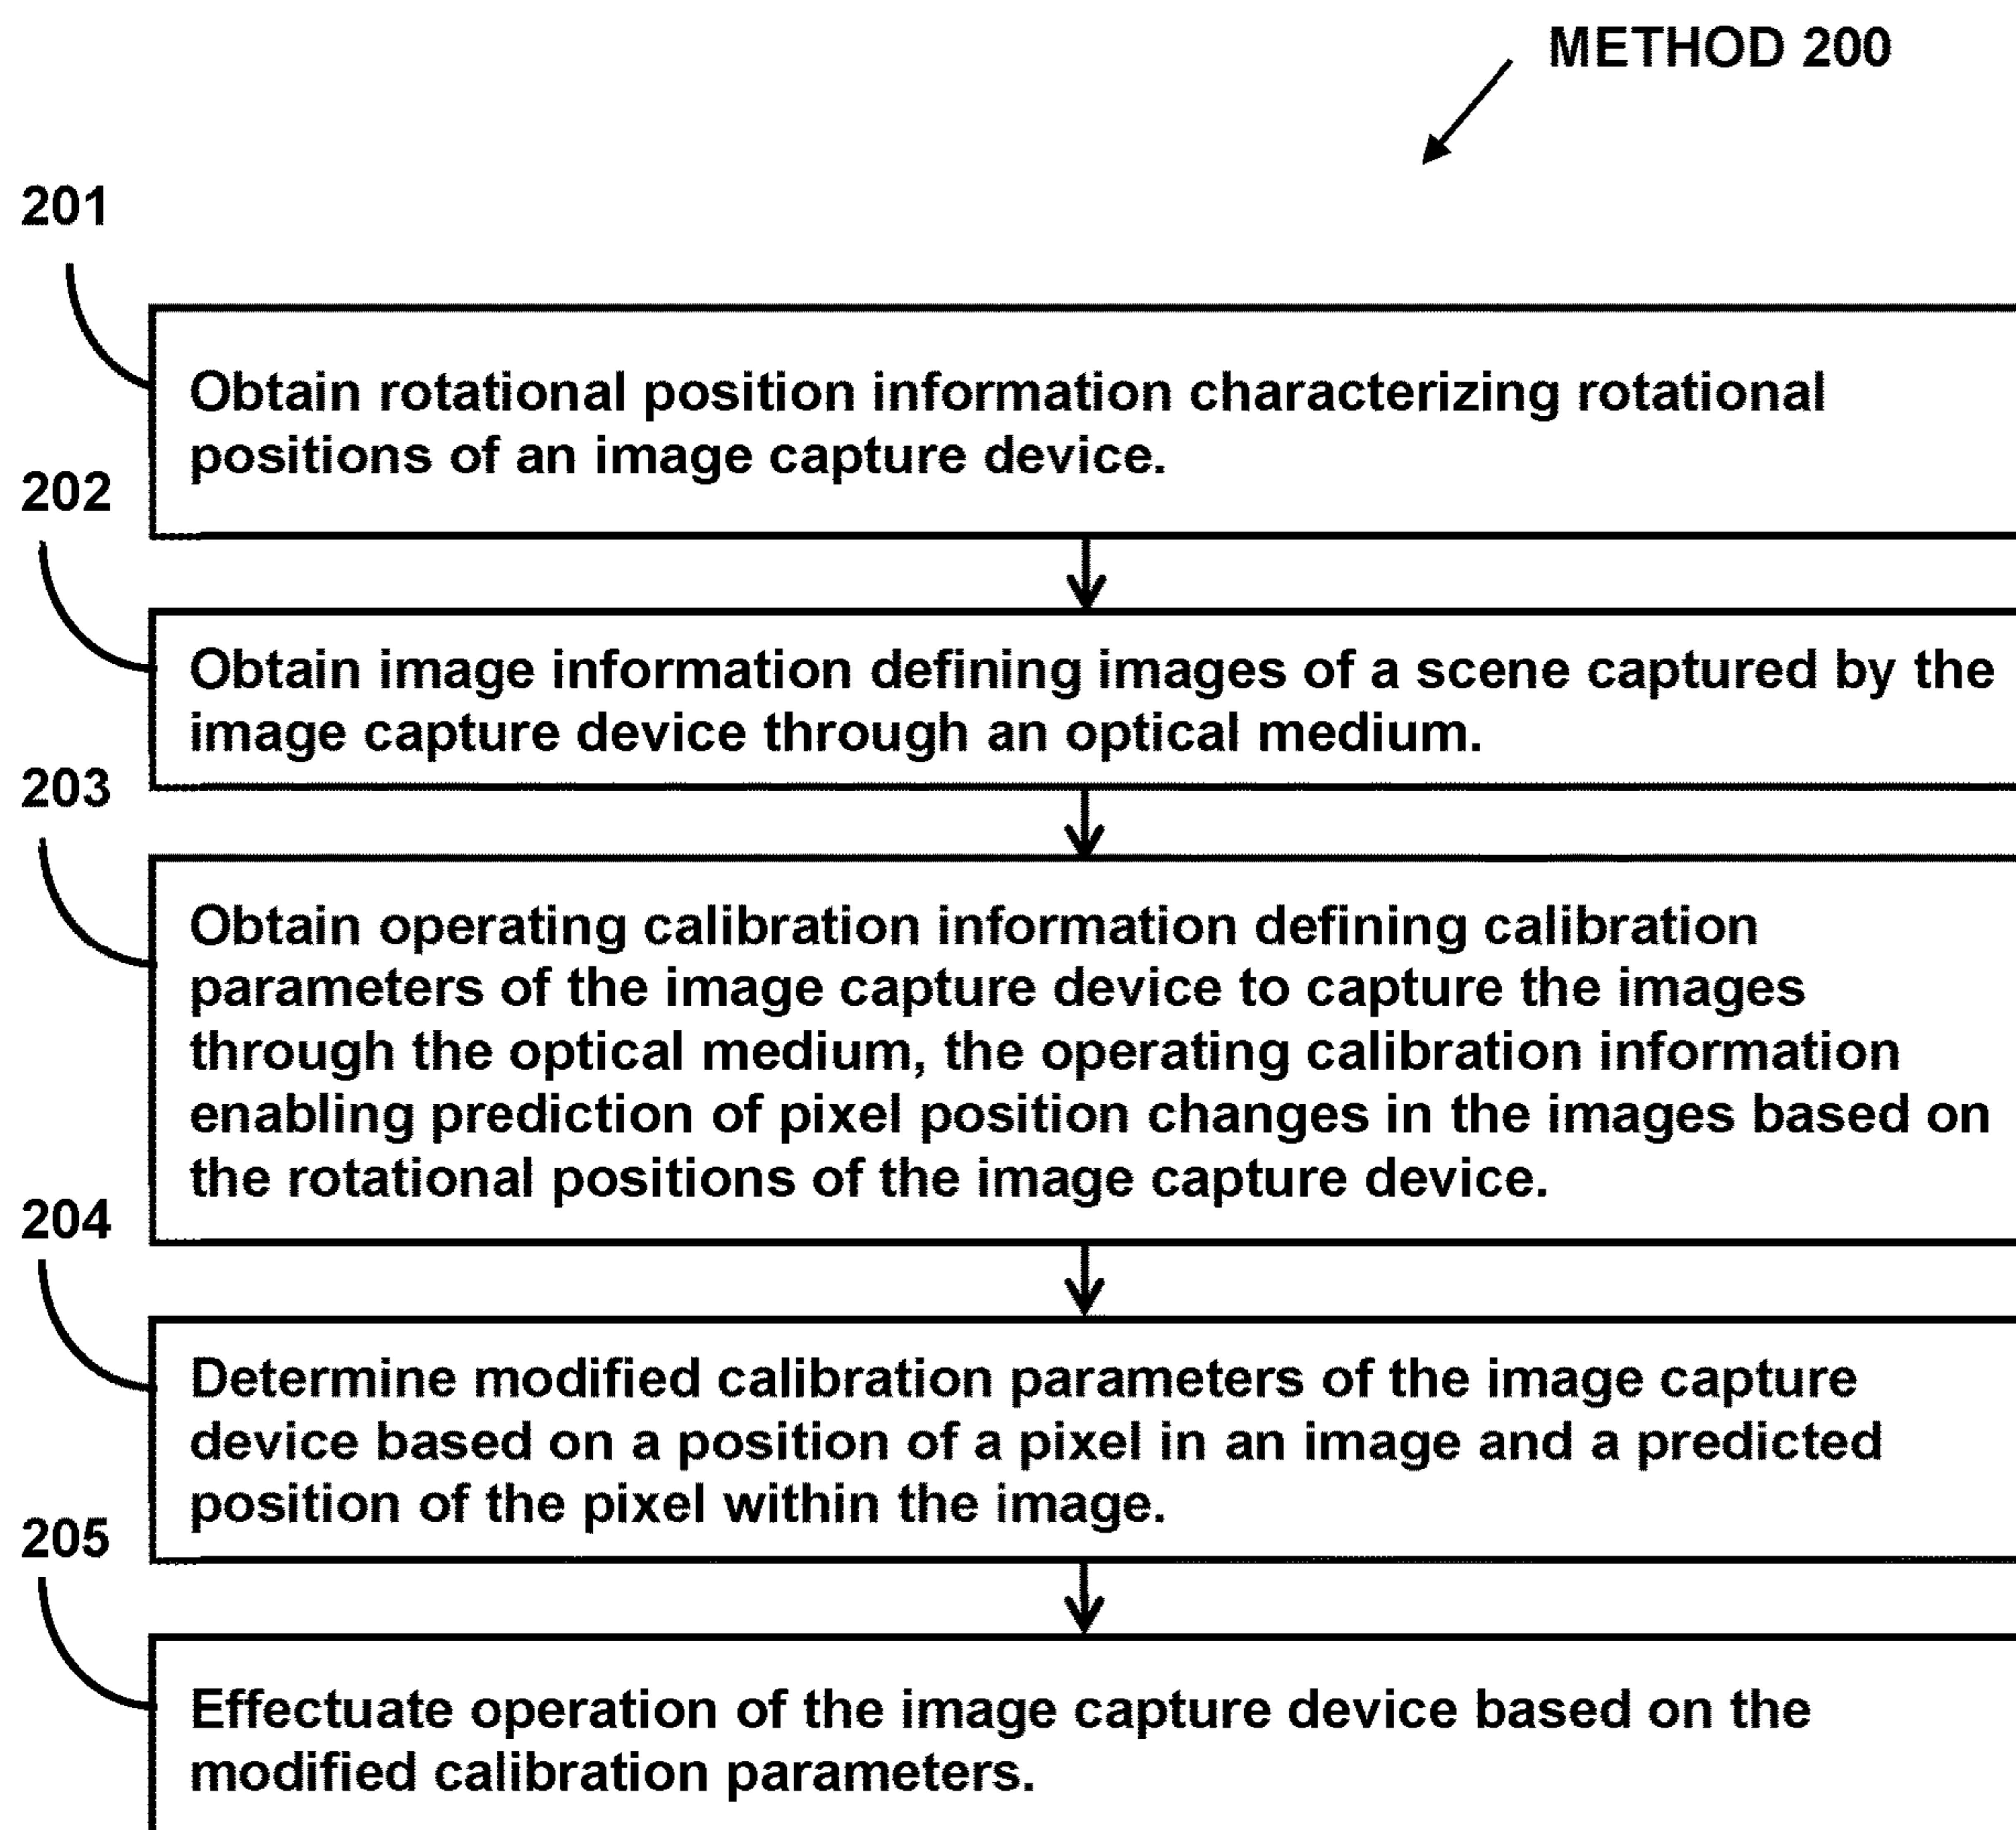 METHOD 200
201
Obtain rotational position information characterizing rotational
positions of an image capture device.
202
Obtain image information defining images of a scene captured by the
image capture device through an optical medium.
203
Obtain operating calibration information defining calibration
parameters of the image capture device to capture the images
through the optical medium, the operating calibration information
enabling prediction of pixel position changes in the images based on
the rotational positions of the image capture device.
204
Determine modified calibration parameters of the image capture
device based on a position of a pixel in an image and a predicted
position of the pixel within the image.
205
Effectuate operation of the image capture device based on the
modified calibration parameters.